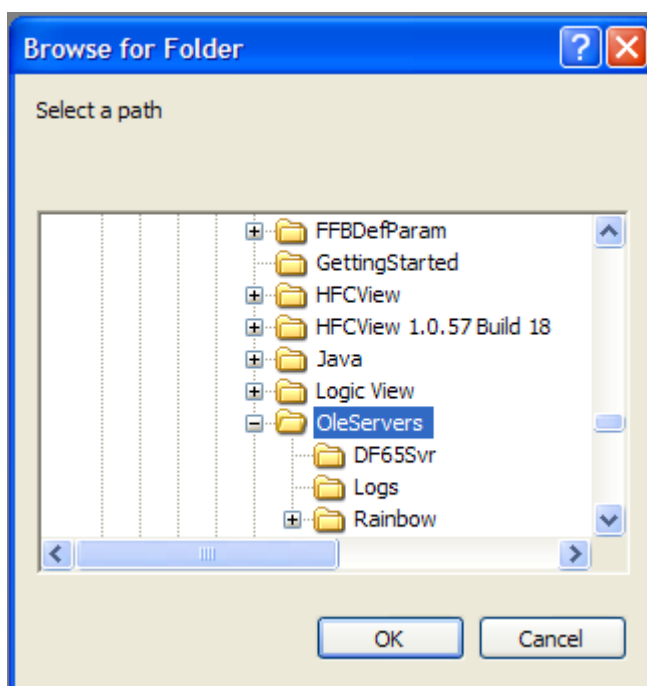 Browse for Folder
Select a path
FFBDefParam
GettingStarted
HFCView
HFCView 1.0.57 Build 18
Java
Logic View
OleServers
DF65Svr
Logs
Rainbow
OK Cancel